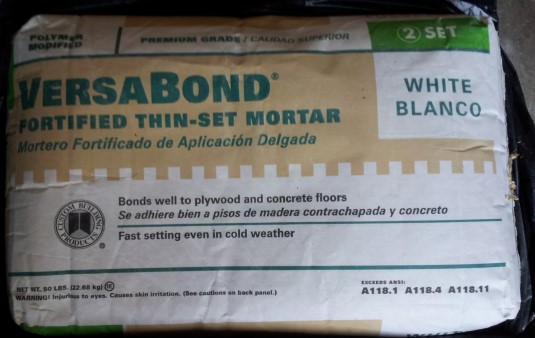 POLYMER
MODIFIED
PREMIUM GRADE / CALIDAD SUPERIOR
2 SET
VERSABOND®
FORTIFIED THIN-SET MORTAR
Mortero Fortificado de Aplicación Delgada
WHITE
BLANCO
Bonds well to plywood and concrete floors
Se adhiere bien a pisos de madera contrachapada y concreto
Fast setting even in cold weather
CUSTOM BUILDING PRODUCTS ®
NET WT. 50 LBS. (22.68 kg)
WARNING! Injurious to eyes. Causes skin irritation. (See cautions on back panel.)
EXCEEDS ANSI:
A118.1 A118.4 A118.11